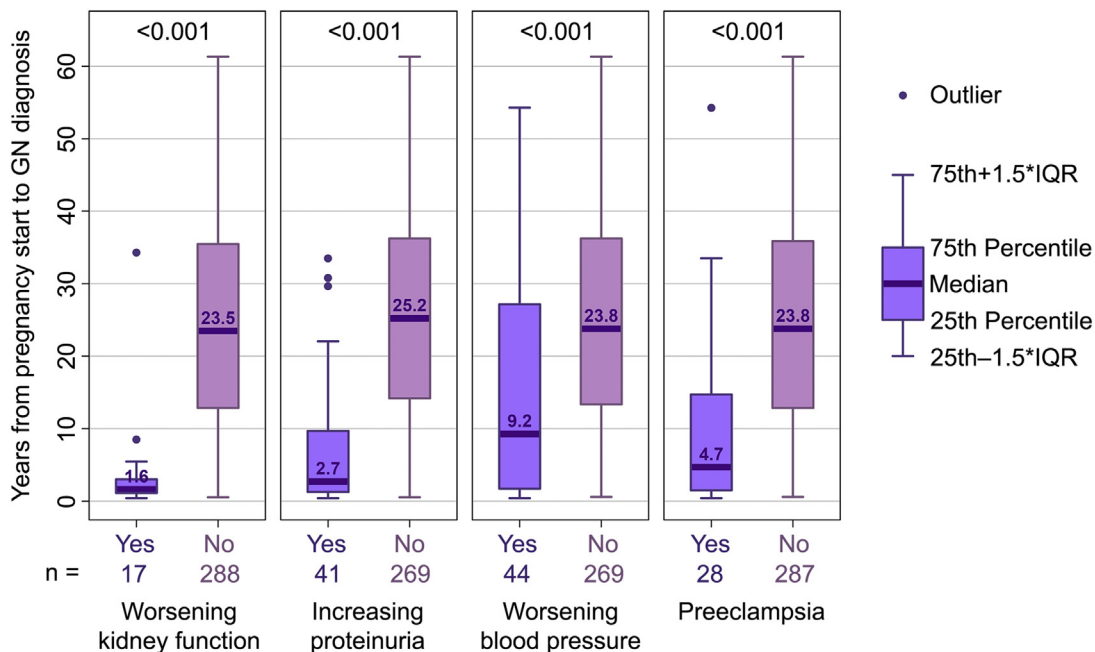 Years from pregnancy start to GN diagnosis
60
50
40
30
20
10
0
<0.001
<0.001
<0.001
<0.001
1.6
23.5
2.7
25.2
9.2
23.8
4.7
23.8
Yes No Yes No Yes No Yes No
n = 17 288 41 269 44 269 28 287
Worsening
kidney function
Increasing
proteinuria
Worsening
blood pressure
Preeclampsia
Outlier
75th+1.5*IQR
75th Percentile
Median
25th Percentile
25th–1.5*IQR